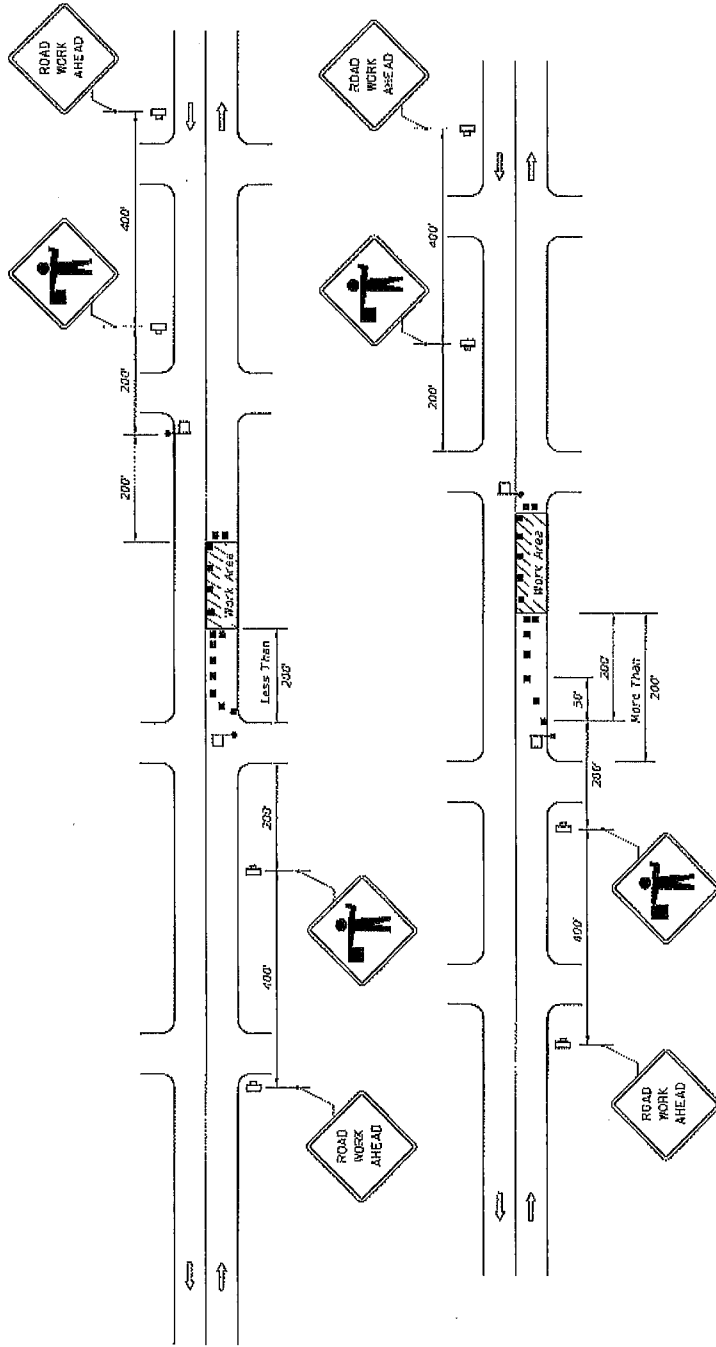 ROAD
WORK
AHEAD
400'
200'
200'
Work Area
Less Than
200'
200'
400'
ROAD
WORK
AHEAD
ROAD
WORK
AHEAD
400'
200'
Work Area
200'
More Than
200'
50'
200'
400'
ROAD
WORK
AHEAD